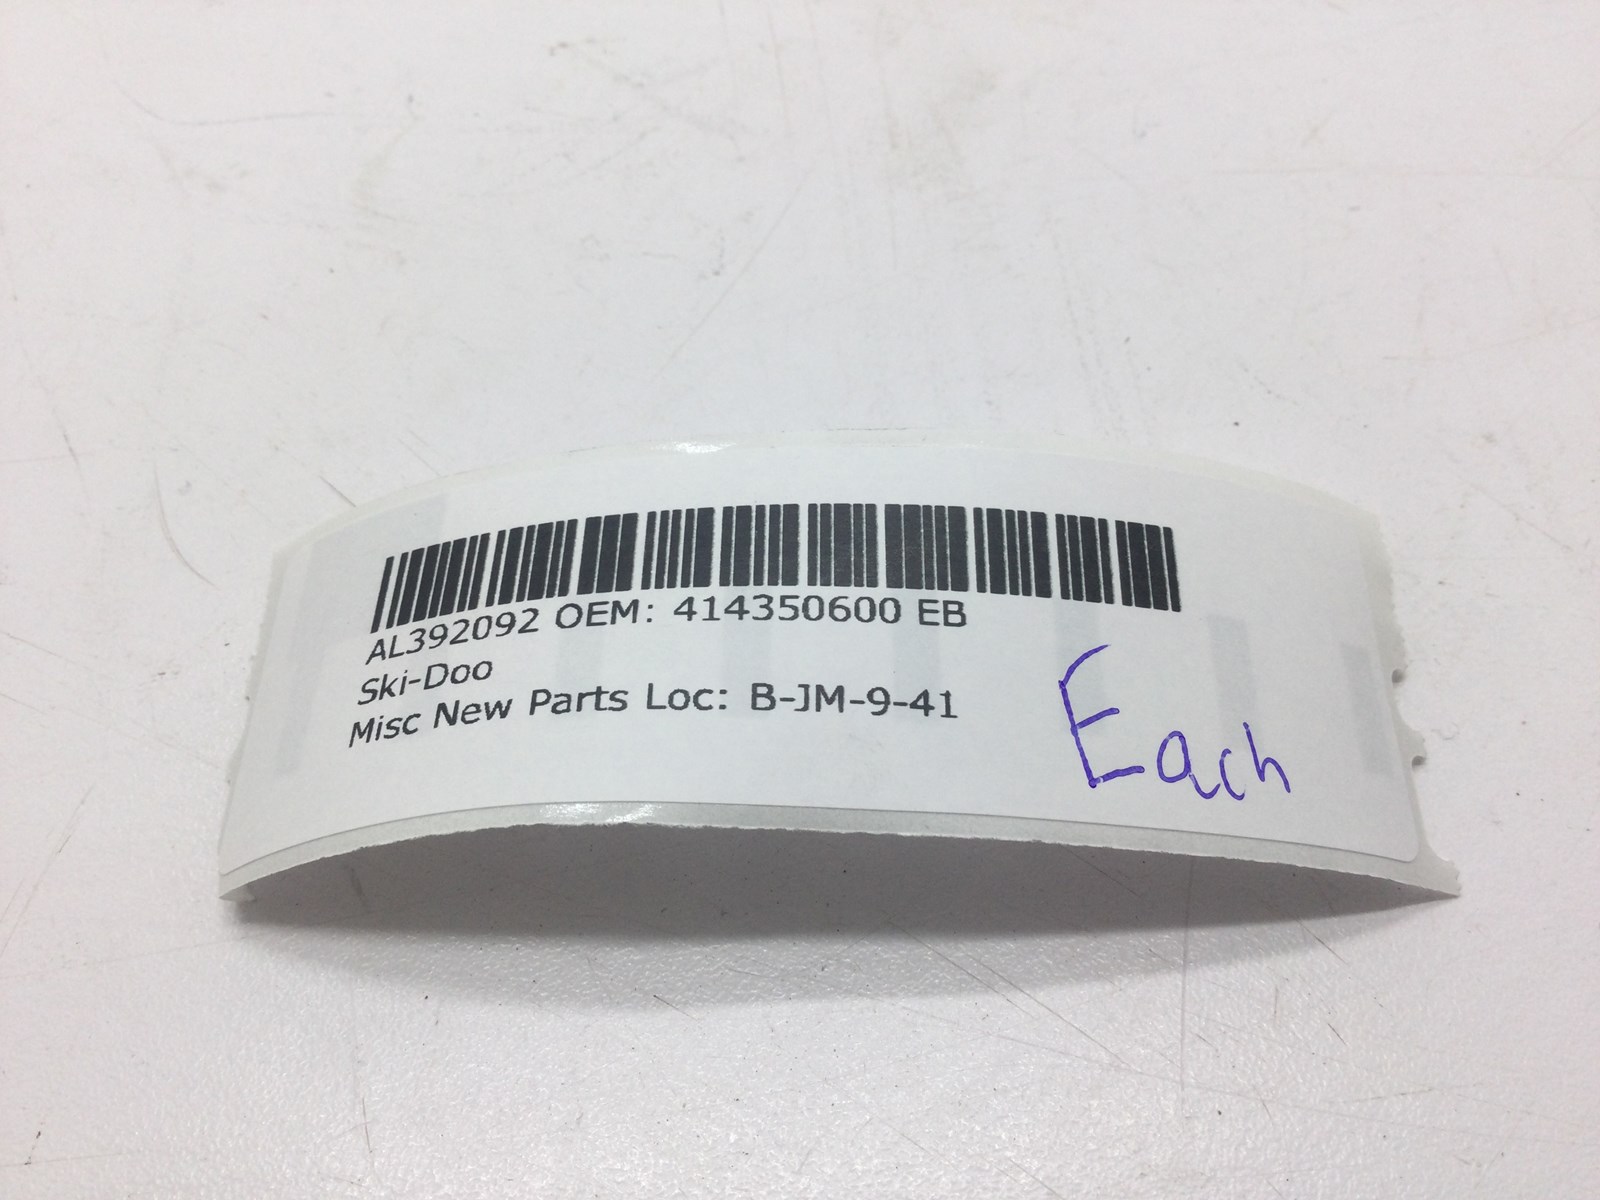 AL392092 OEM: 414350600 EB
Ski-Doo
Misc New Parts Loc: B-JM-9-41
Each